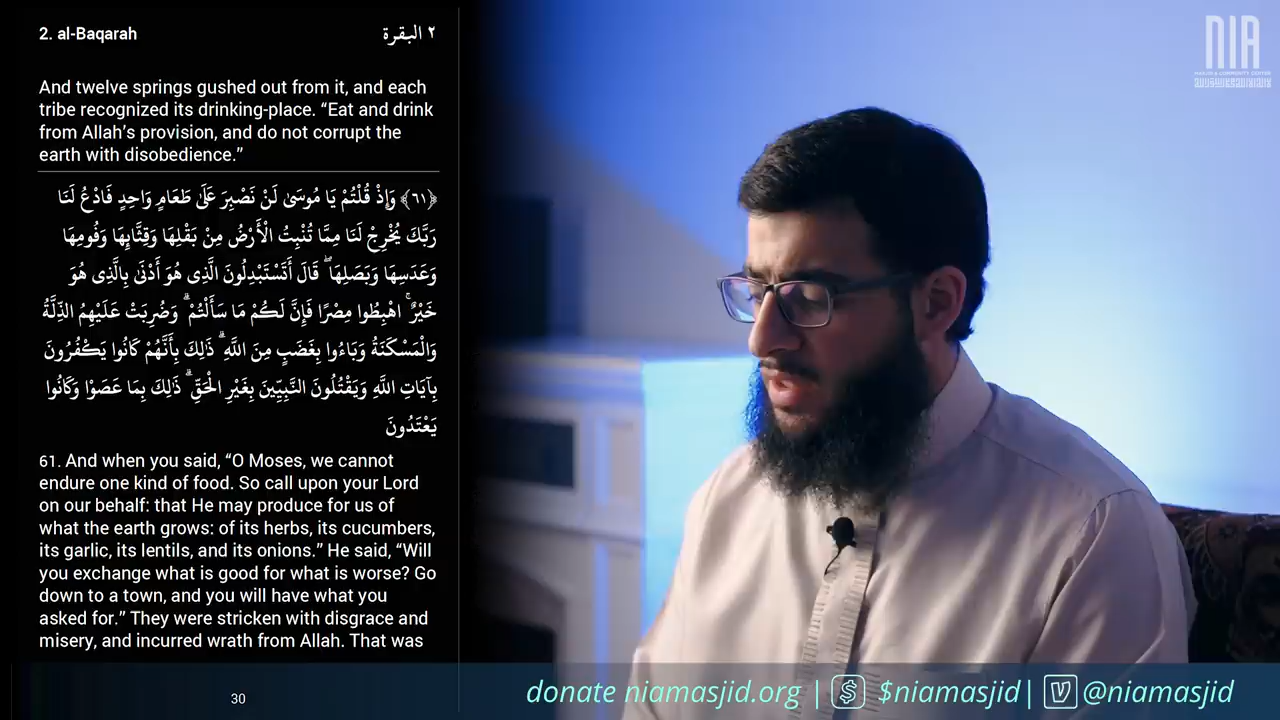 2. al-Baqarah
٢ البقرة
And twelve springs gushed out from it, and each
tribe recognized its drinking-place. “Eat and drink
from Allah’s provision, and do not corrupt the
earth with disobedience.”
﴿٦١﴾ وَإِذْ قُلْتُمْ يَا مُوسَىٰ لَنْ نَصْبِرَ عَلَىٰ طَعَامٍ وَاحِدٍ فَادْعُ لَنَا
رَبَّكَ يُخْرِجْ لَنَا مِمَّا تُنْبِتُ الْأَرْضُ مِنْ بَقْلِهَا وَقِثَّائِهَا وَفُومِهَا
وَعَدَسِهَا وَبَصَلِهَا ۖ قَالَ أَتَسْتَبْدِلُونَ الَّذِى هُوَ أَدْنَىٰ بِالَّذِى هُوَ
خَيْرٌ ۚ اهْبِطُوا مِصْرًا فَإِنَّ لَكُمْ مَا سَأَلْتُمْ ۗ وَضُرِبَتْ عَلَيْهِمُ الذِّلَّةُ
وَالْمَسْكَنَةُ وَبَاءُوا بِغَضَبٍ مِنَ اللَّهِ ۗ ذَٰلِكَ بِأَنَّهُمْ كَانُوا يَكْفُرُونَ
بِآيَاتِ اللَّهِ وَيَقْتُلُونَ النَّبِيِّينَ بِغَيْرِ الْحَقِّ ۗ ذَٰلِكَ بِمَا عَصَوْا وَكَانُوا
يَعْتَدُونَ
61. And when you said, “O Moses, we cannot
endure one kind of food. So call upon your Lord
on our behalf: that He may produce for us of
what the earth grows: of its herbs, its cucumbers,
its garlic, its lentils, and its onions.” He said, “Will
you exchange what is good for what is worse? Go
down to a town, and you will have what you
asked for.” They were stricken with disgrace and
misery, and incurred wrath from Allah. That was
30
NIA
donate niamasjid.org | $ $niamasjid| V @niamasjid